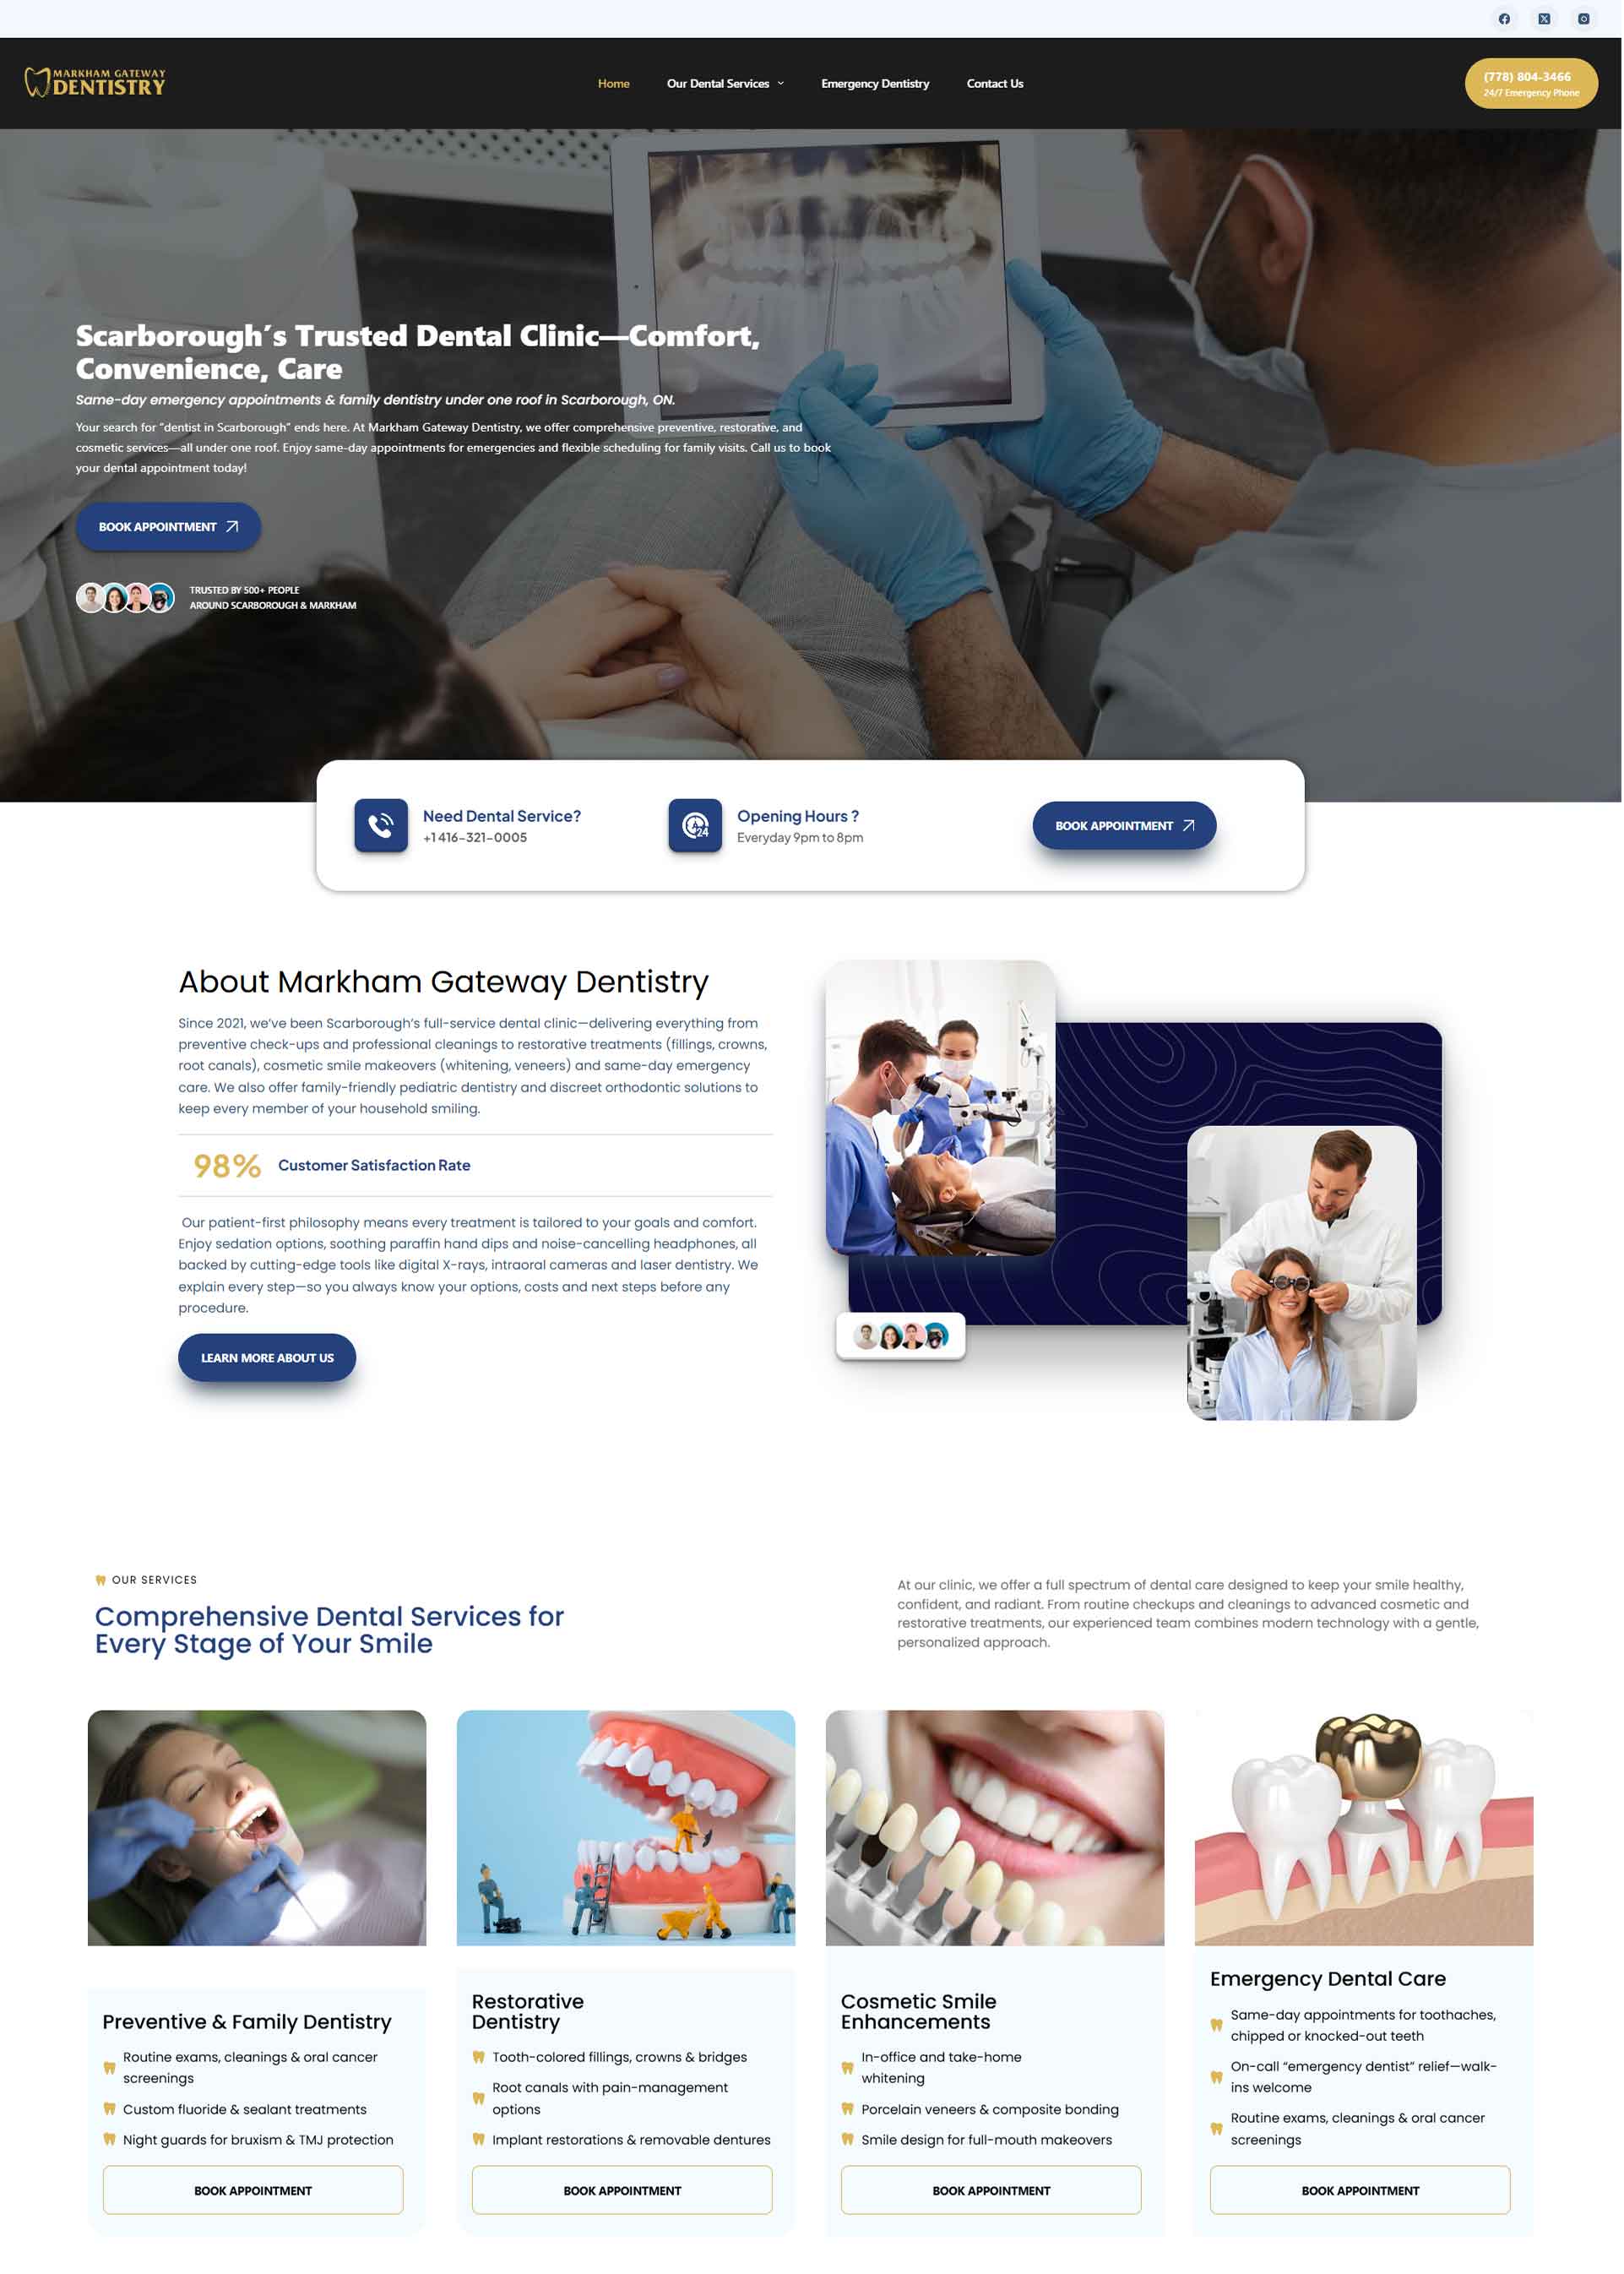 MARKHAM GATEWAY
DENTISTRY
Home
Our Dental Services
Emergency Dentistry
Contact Us
(778) 804-3466
24/7 Emergency Phone
Scarborough's Trusted Dental Clinic—Comfort,
Convenience, Care
Same-day emergency appointments & family dentistry under one roof in Scarborough, ON.
Your search for “dentist in Scarborough” ends here. At Markham Gateway Dentistry, we offer comprehensive preventive, restorative, and
cosmetic services—all under one roof. Enjoy same-day appointments for emergencies and flexible scheduling for family visits. Call us to book
your dental appointment today!
BOOK APPOINTMENT
TRUSTED BY 500+ PEOPLE
AROUND SCARBOROUGH & MARKHAM
Need Dental Service?
+1 416-321-0005
24
Opening Hours ?
Everyday 9pm to 8pm
BOOK APPOINTMENT
About Markham Gateway Dentistry
Since 2021, we’ve been Scarborough’s full-service dental clinic—delivering everything from
preventive check-ups and professional cleanings to restorative treatments (fillings, crowns,
root canals), cosmetic smile makeovers (whitening, veneers) and same-day emergency
care. We also offer family-friendly pediatric dentistry and discreet orthodontic solutions to
keep every member of your household smiling.
98%
Customer Satisfaction Rate
Our patient-first philosophy means every treatment is tailored to your goals and comfort.
Enjoy sedation options, soothing paraffin hand dips and noise-cancelling headphones, all
backed by cutting-edge tools like digital X-rays, intraoral cameras and laser dentistry. We
explain every step—so you always know your options, costs and next steps before any
procedure.
LEARN MORE ABOUT US
OUR SERVICES
Comprehensive Dental Services for
Every Stage of Your Smile
At our clinic, we offer a full spectrum of dental care designed to keep your smile healthy,
confident, and radiant. From routine checkups and cleanings to advanced cosmetic and
restorative treatments, our experienced team combines modern technology with a gentle,
personalized approach.
Preventive & Family Dentistry
Routine exams, cleanings & oral cancer
screenings
Custom fluoride & sealant treatments
Night guards for bruxism & TMJ protection
BOOK APPOINTMENT
Restorative
Dentistry
Tooth-colored fillings, crowns & bridges
Root canals with pain-management
options
Implant restorations & removable dentures
BOOK APPOINTMENT
Cosmetic Smile
Enhancements
In-office and take-home
whitening
Porcelain veneers & composite bonding
Smile design for full-mouth makeovers
BOOK APPOINTMENT
Emergency Dental Care
Same-day appointments for toothaches,
chipped or knocked-out teeth
On-call “emergency dentist” relief—walk-
ins welcome
Routine exams, cleanings & oral cancer
screenings
BOOK APPOINTMENT